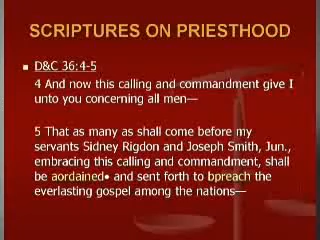 SCRIPTURES ON PRIESTHOOD
■ D&C 36:4-5
4 And now this calling and commandment give I
unto you concerning all men—
5 That as many as shall come before my
servants Sidney Rigdon and Joseph Smith, Jun.,
embracing this calling and commandment, shall
be aordained• and sent forth to bpreach the
everlasting gospel among the nations—